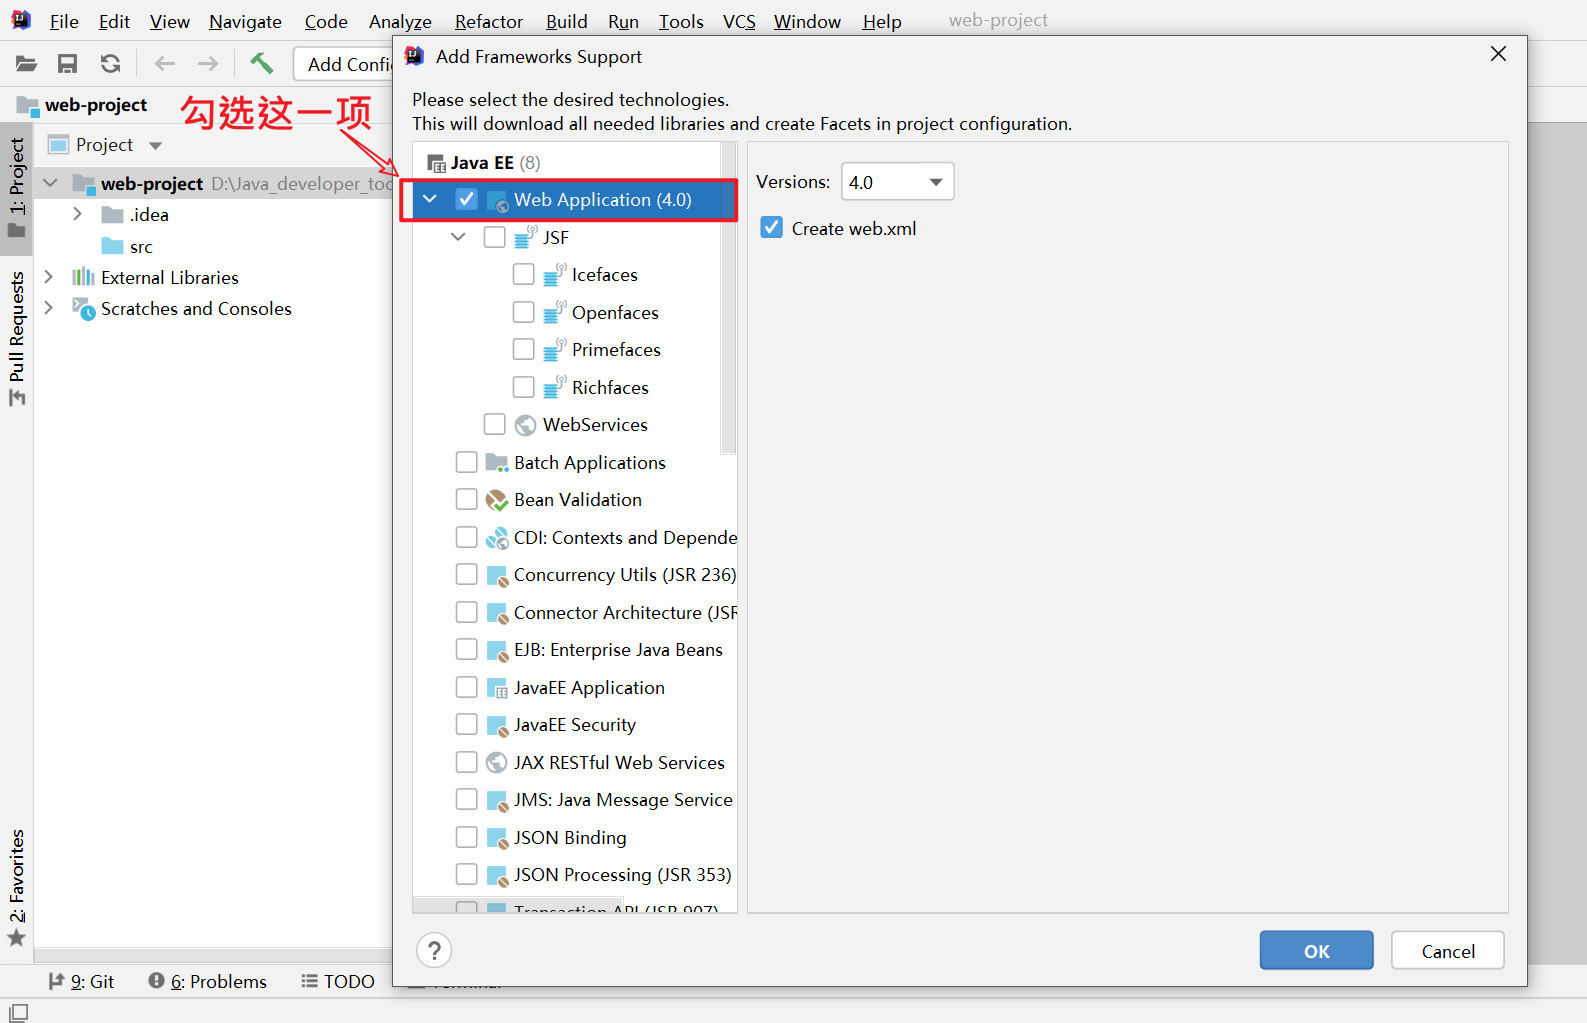 File Edit View Navigate Code Analyze Refactor Build Run Tools VCS Window Help web-project
Add Confi
web-project
勾选这一项
1: Project
Pull Requests
2: Favorites
Project
web-project D:\Java_developer_too
.idea
src
External Libraries
Scratches and Consoles
Add Frameworks Support
Please select the desired technologies.
This will download all needed libraries and create Facets in project configuration.
Java EE (8)
Web Application (4.0)
JSF
Icefaces
Openfaces
Primefaces
Richfaces
WebServices
Batch Applications
Bean Validation
CDI: Contexts and Depende
Concurrency Utils (JSR 236)
Connector Architecture (JSR
EJB: Enterprise Java Beans
JavaEE Application
JavaEE Security
JAX RESTful Web Services
JMS: Java Message Service
JSON Binding
JSON Processing (JSR 353)
Transaction API (JSR 907)
Versions: 4.0
Create web.xml
?
OK
Cancel
9: Git 6: Problems TODO Terminal